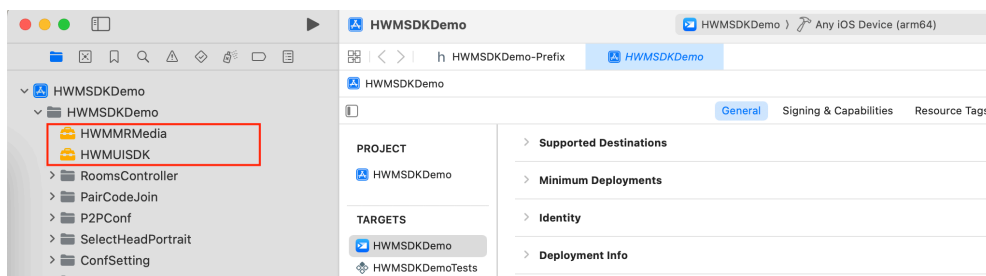 HWMSDKDemo
HWMSDKDemo 〉 Any iOS Device (arm64)
h HWMSDKDemo-Prefix
HWMSDKDemo
HWMSDKDemo
HWMSDKDemo
HWMSDKDemo
HWMMRMedia
HWMUISDK
RoomsController
PairCodeJoin
P2PConf
SelectHeadPortrait
ConfSetting
General
Signing & Capabilities
Resource Tags
PROJECT
HWMSDKDemo
TARGETS
HWMSDKDemo
HWMSDKDemoTests
Supported Destinations
Minimum Deployments
Identity
Deployment Info